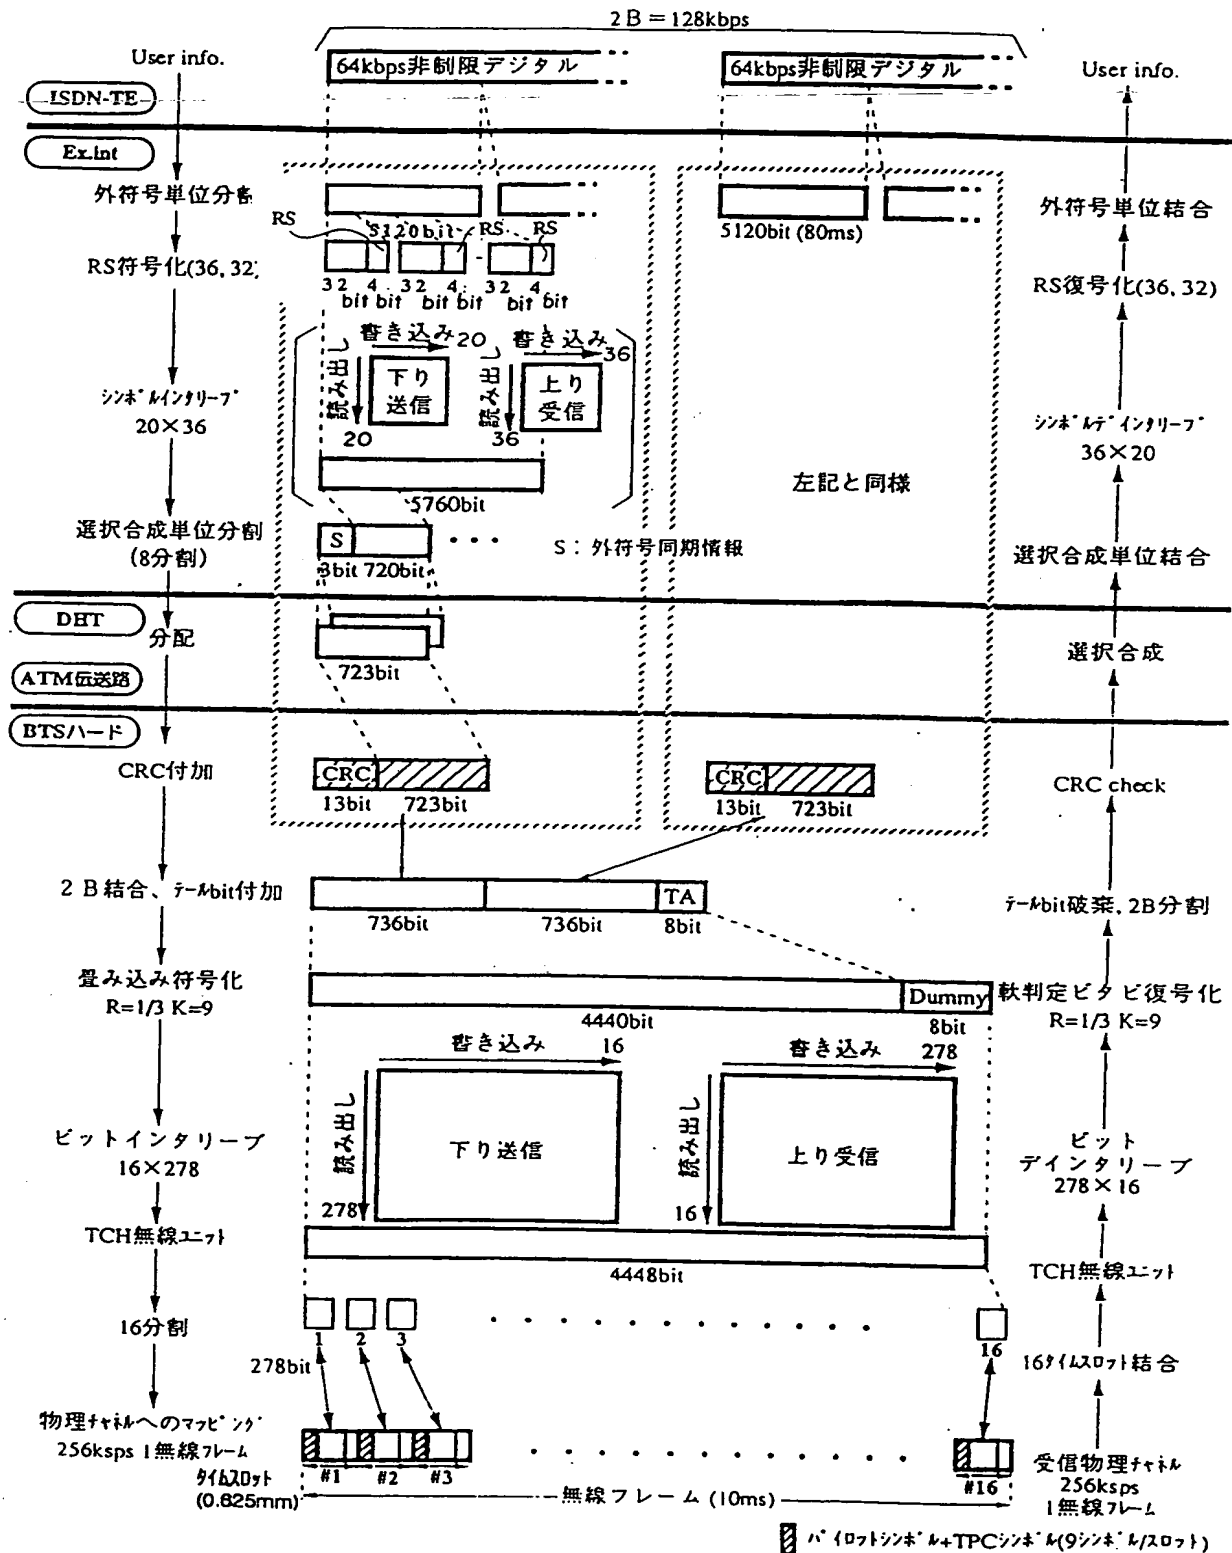 2B=128kbps
User info.
64kbps非制限デジタル
64kbps非制限デジタル
User info.
ISDN-TE
Ex.int
外符号単位分割
RS
5120bit
RS
RS
5120bit (80ms)
外符号単位結合
RS符号化(36,32)
32 4 32 4 32 4
bit bit bit bit bit bit
RS復号化(36,32)
書き込み 20
書き込み 36
読み出し
下り
送信
20
読み出し
上り
受信
36
シンボルインタリーブ
20×36
シンボルデインタリーブ
36×20
5760bit
左記と同様
選択合成単位分割
(8分割)
S
3bit 720bit
S:外符号同期情報
選択合成単位結合
DHT
分配
723bit
選択合成
ATM伝送路
BTSハード
CRC付加
CRC
13bit 723bit
CRC
13bit 723bit
CRC check
2B結合、テールbit付加
TA
736bit 736bit 8bit
テールbit破棄,2B分割
畳み込み符号化
R=1/3 K=9
Dummy
4440bit 8bit
軟判定ビタビ復号化
R=1/3 K=9
書き込み 16
書き込み 278
読み出し
下り送信
278
読み出し
上り受信
16
ビットインタリーブ
16×278
ビット
デインタリーブ
278×16
TCH無線ユニット
4448bit
TCH無線ユニット
16分割
1 2 3 16
278bit
16タイムスロット結合
物理チャネルへのマッピング
256ksps 1無線フレーム
タイムスロット
(0.625mm)
#1 #2 #3 #16
無線フレーム(10ms)
受信物理チャネル
256ksps
1無線フレーム
パイロットシンボル+TPCシンボル(9シンボル/スロット)